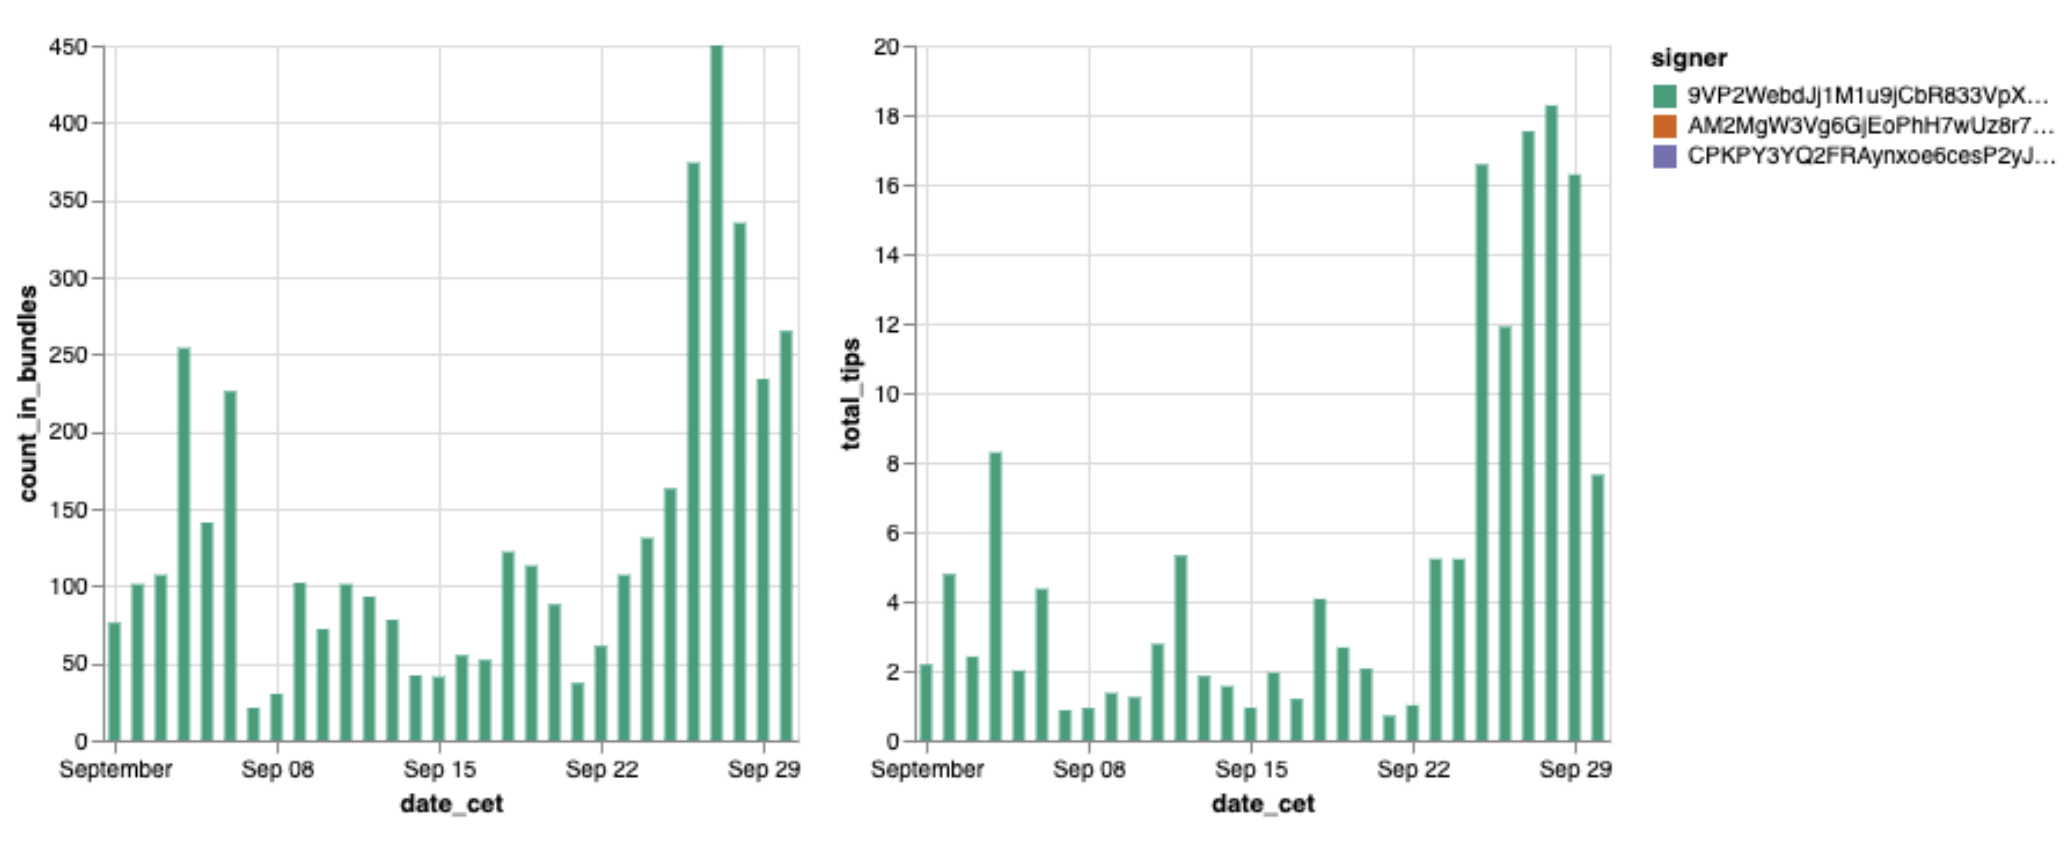 count_in_bundles
450
400
350
300
250
200
150
100
50
0
September
Sep 08
Sep 15
Sep 22
Sep 29
date_cet
total_tips
20
18
16
14
12
10
8
6
4
2
0
September
Sep 08
Sep 15
Sep 22
Sep 29
date_cet
signer
9VP2WebdJj1M1u9jCbR833VpX...
AM2MgW3Vg6GjEoPhH7wUz8r7...
CPKPY3YQ2FRAynxoe6cesP2yJ...